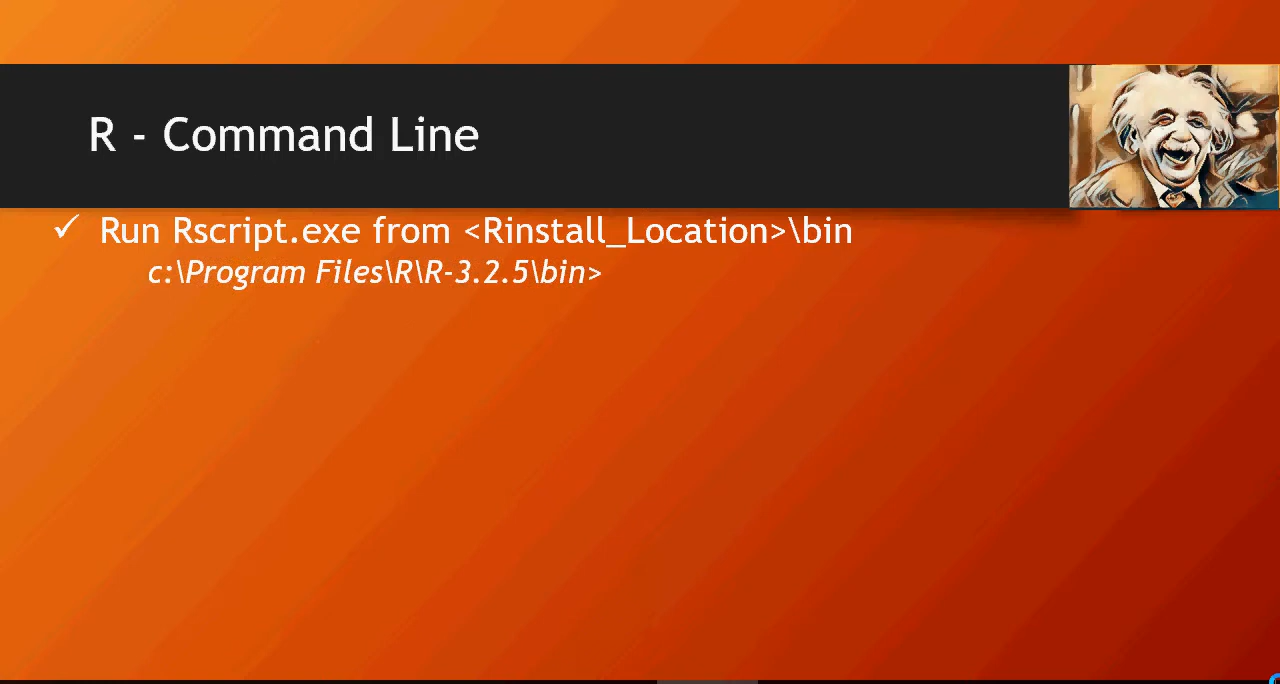 R - Command Line
✓ Run Rscript.exe from <Rinstall_Location>\bin
c:\Program Files\R\R-3.2.5\bin>